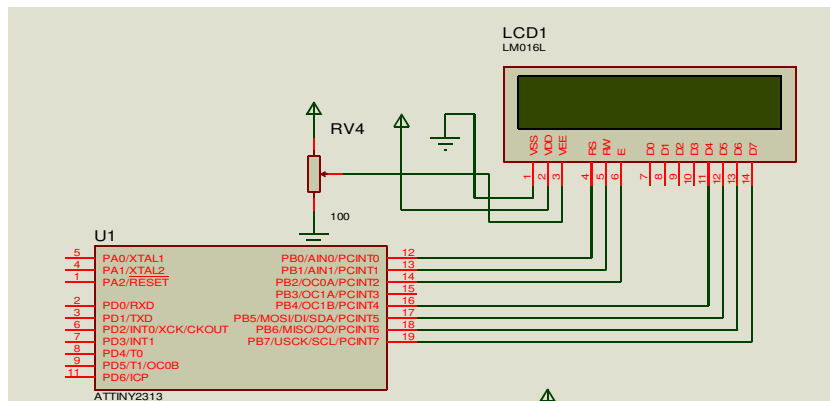 LCD1
LM016L
RV4
100
VSS VDD VEE RS RW E D0 D1 D2 D3 D4 D5 D6 D7
1 2 3 4 5 6 7 8 9 10 11 12 13 14
U1
5 PA0/XTAL1 PB0/AIN0/PCINT0 12
4 PA1/XTAL2 PB1/AIN1/PCINT1 13
1 PA2/RESET PB2/OC0A/PCINT2 14
PB3/OC1A/PCINT3 15
2 PD0/RXD PB4/OC1B/PCINT4 16
3 PD1/TXD PB5/MOSI/DI/SDA/PCINT5 17
6 PD2/INT0/XCK/CKOUT PB6/MISO/DO/PCINT6 18
7 PD3/INT1 PB7/USCK/SCL/PCINT7 19
8 PD4/T0
9 PD5/T1/OC0B
11 PD6/ICP
ATTINY2313